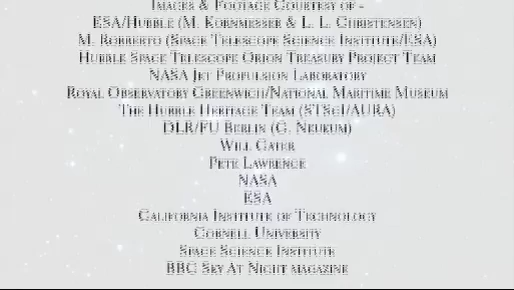 Images & Footage Courtesy of -
ESA/Hubble (M. Kornmesser & L. L. Christensen)
M. Robberto (Space Telescope Science Institute/ESA)
Hubble Space Telescope Orion Treasury Project Team
NASA Jet Propulsion Laboratory
Royal Observatory Greenwich/National Maritime Museum
The Hubble Heritage Team (STScI/AURA)
DLR/FU Berlin (G. Neukum)
Will Gater
Pete Lawrence
NASA
ESA
California Institute of Technology
Cornell University
Space Science Institute
BBC Sky At Night magazine